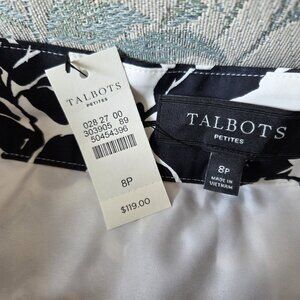 TALBOTS
PETITES
028 27 00
303905 89
50454396
8P
$119.00
TALBOTS
PETITES
8P
MADE IN
VIETNAM